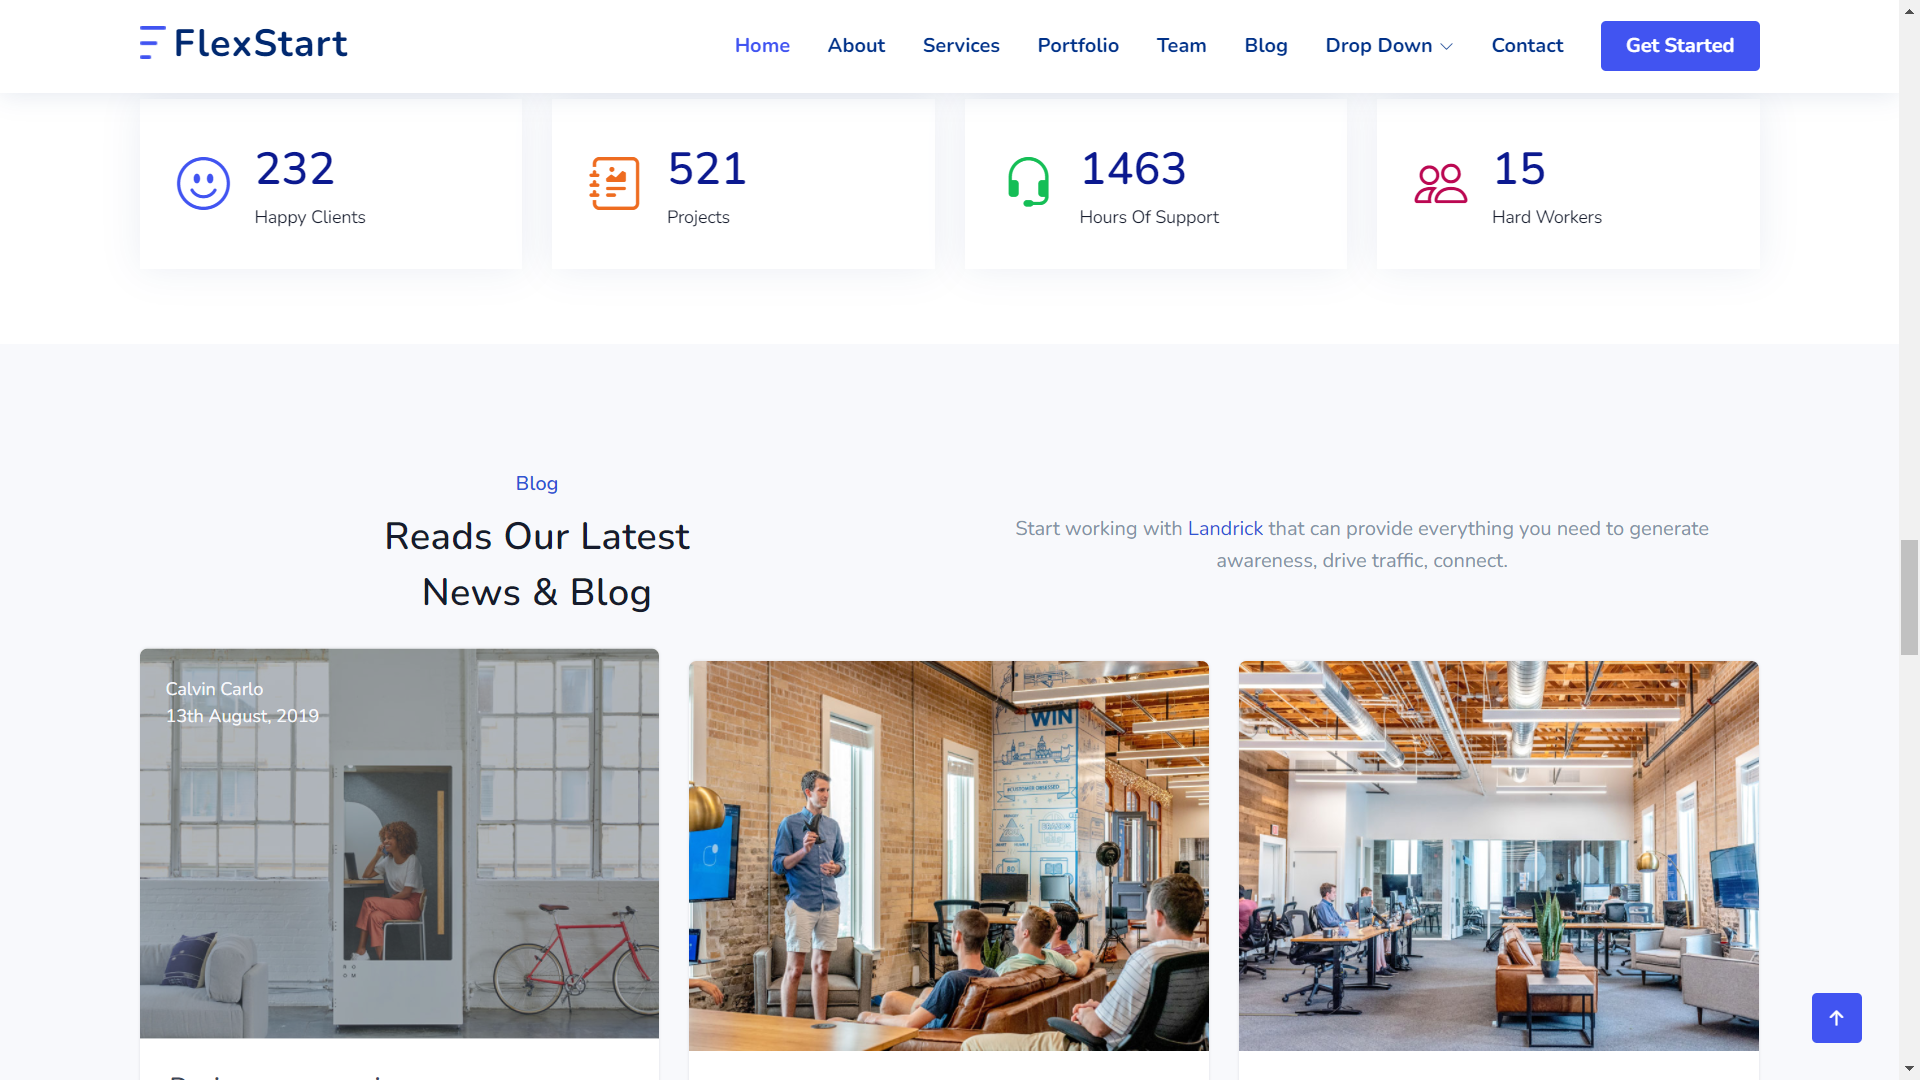 FlexStart
Home
About
Services
Portfolio
Team
Blog
Drop Down
Contact
Get Started
232
Happy Clients
521
Projects
1463
Hours Of Support
15
Hard Workers
Blog
Reads Our Latest
News & Blog
Start working with Landrick that can provide everything you need to generate
awareness, drive traffic, connect.
Calvin Carlo
13th August, 2019
WIN
#CUSTOMER OBSESSED